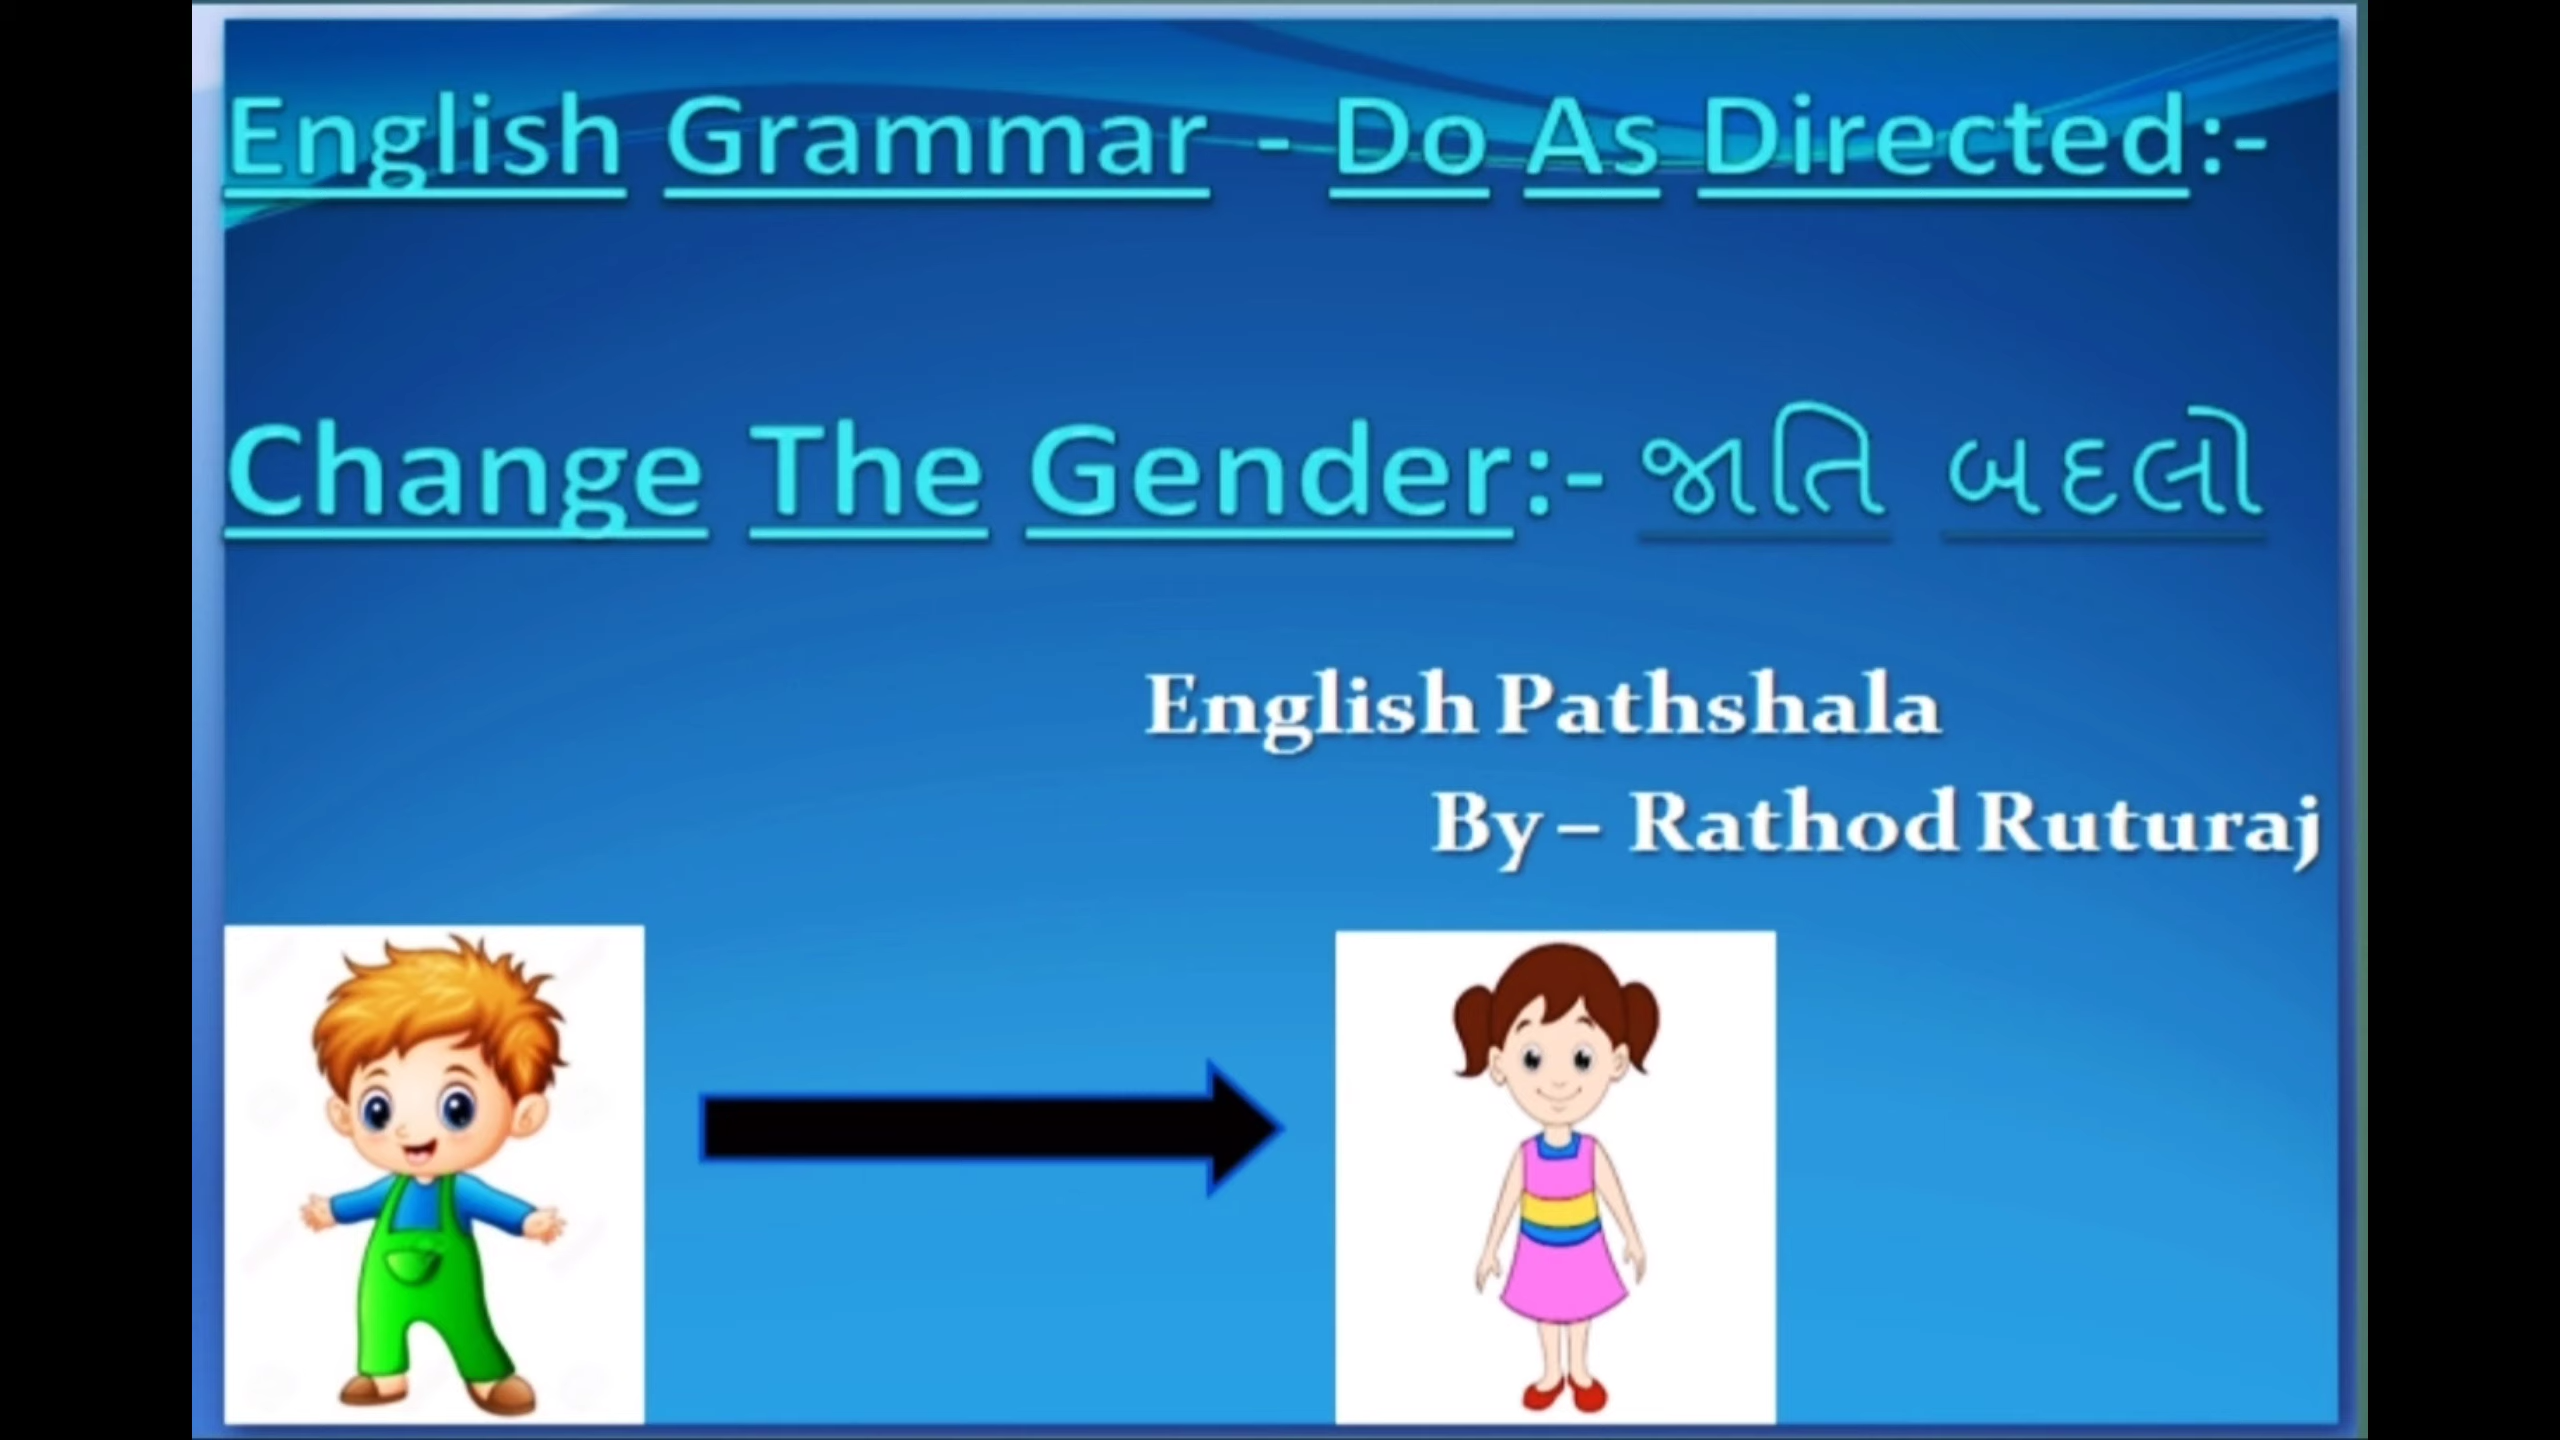 English Grammar - Do As Directed:-
Change The Gender:- જાતિ બદલો
English Pathshala
By – Rathod Ruturaj